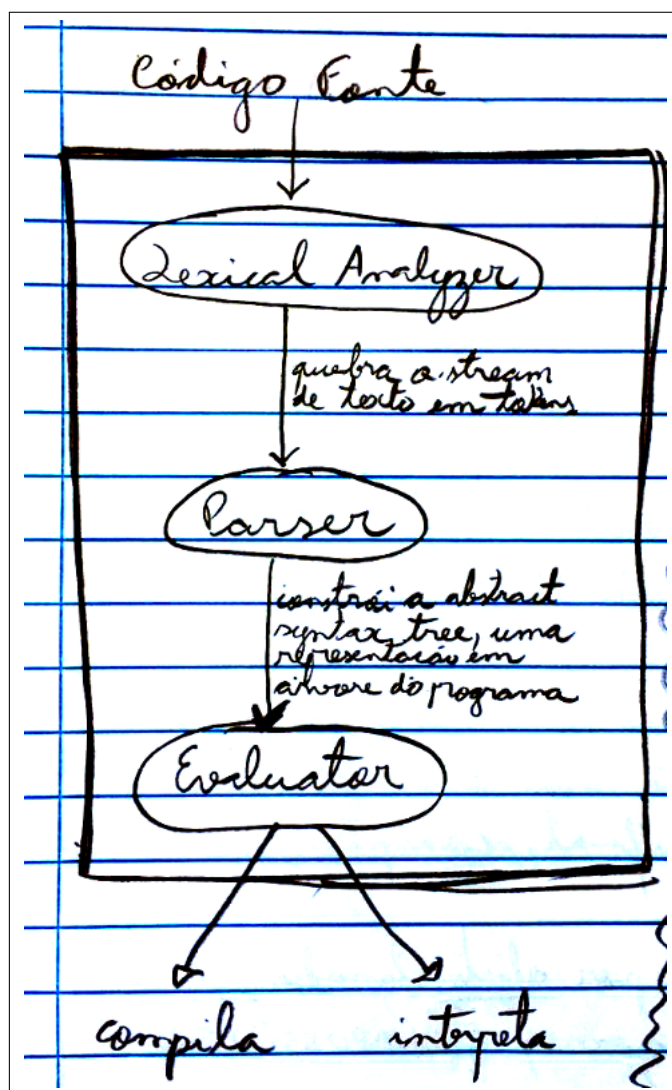 Código Fonte
Lexical Analyzer
quebra o stream
de texto em tokens
Parser
constrói a abstract
syntax tree, uma
representação em
árvore do programa
Evaluator
compila
interpreta